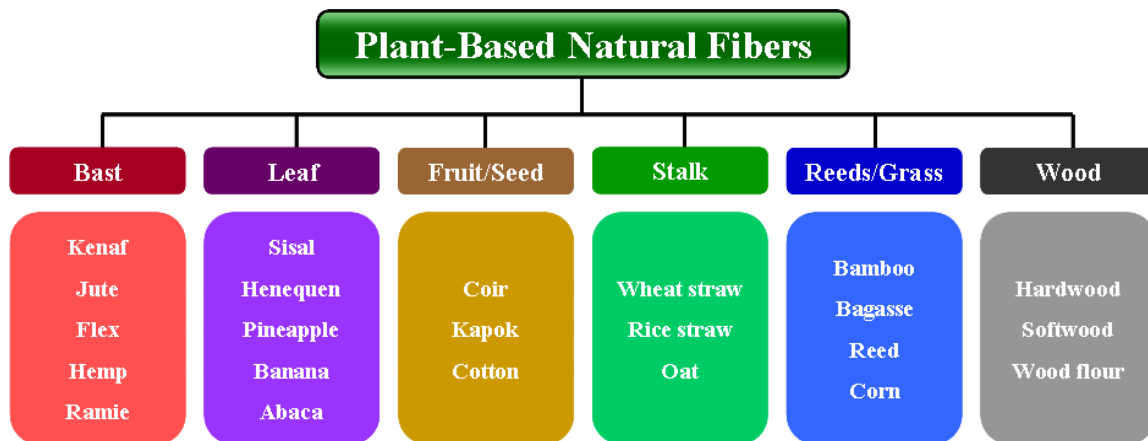 Plant-Based Natural Fibers
Bast
Leaf
Fruit/Seed
Stalk
Reeds/Grass
Wood
Kenaf
Jute
Flex
Hemp
Ramie
Sisal
Henequen
Pineapple
Banana
Abaca
Coir
Kapok
Cotton
Wheat straw
Rice straw
Oat
Bamboo
Bagasse
Reed
Corn
Hardwood
Softwood
Wood flour